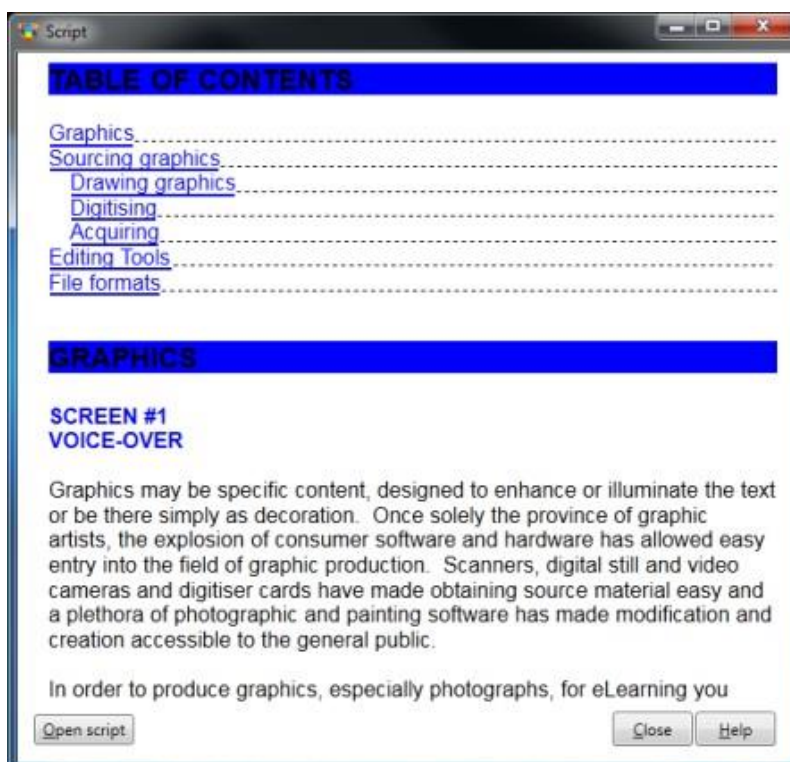 Script
TABLE OF CONTENTS
Graphics
Sourcing graphics
Drawing graphics
Digitising
Acquiring
Editing Tools
File formats
GRAPHICS
SCREEN #1
VOICE-OVER
Graphics may be specific content, designed to enhance or illuminate the text
or be there simply as decoration.  Once solely the province of graphic
artists, the explosion of consumer software and hardware has allowed easy
entry into the field of graphic production.  Scanners, digital still and video
cameras and digitiser cards have made obtaining source material easy and
a plethora of photographic and painting software has made modification and
creation accessible to the general public.
In order to produce graphics, especially photographs, for eLearning you
Open script
Close
Help